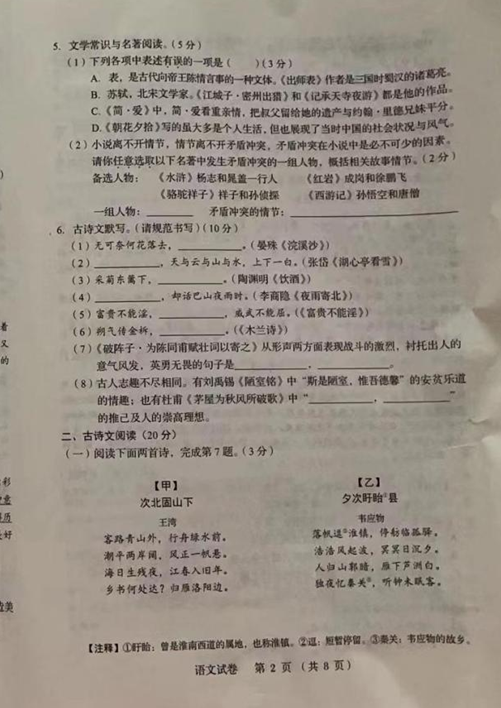 5. 文学常识与名著阅读。(5分)
(1)下列各项中表述有误的一项是(　　)(3分)
A. 表，是古代向帝王陈情言事的一种文体。《出师表》作者是三国时蜀汉的诸葛亮。
B. 苏轼，北宋文学家。《江城子·密州出猎》和《记承天寺夜游》都是他的作品。
C.《简·爱》中，简·爱看重亲情，把叔父留给她的遗产与约翰·里德兄妹平分。
D.《朝花夕拾》写的虽大多是个人生活，但也展现了当时中国的社会状况与风气。
(2)小说离不开情节，情节离不开矛盾冲突，矛盾冲突在小说中是必不可少的因素。
请你任意选取以下名著中发生矛盾冲突的一组人物，概括相关故事情节。(2分)
备选人物：　《水浒》杨志和晁盖一行人　　《红岩》成岗和徐鹏飞
《骆驼祥子》祥子和孙侦探　　《西游记》孙悟空和唐僧
一组人物：________　矛盾冲突的情节：________________
6. 古诗文默写。(请规范书写)(10分)
(1)无可奈何花落去，__________。(晏殊《浣溪沙》)
(2)__________，天与云与山与水，上下一白。(张岱《湖心亭看雪》)
(3)采菊东篱下，__________。(陶渊明《饮酒》)
(4)__________，却话巴山夜雨时。(李商隐《夜雨寄北》)
(5)富贵不能淫，__________，威武不能屈。(《富贵不能淫》)
(6)朔气传金柝，__________。(《木兰诗》)
(7)《破阵子·为陈同甫赋壮词以寄之》从形声两方面表现战斗的激烈，衬托出人的
意气风发，英勇无畏的句子是__________，__________。
(8)古人志趣不尽相同。有刘禹锡《陋室铭》中“斯是陋室，惟吾德馨”的安贫乐道
的情趣；也有杜甫《茅屋为秋风所破歌》中“__________，__________”
的推己及人的崇高理想。
二、古诗文阅读(20分)
(一)阅读下面两首诗，完成第7题。(3分)
【甲】
次北固山下
王湾
客路青山外，行舟绿水前。
潮平两岸阔，风正一帆悬。
海日生残夜，江春入旧年。
乡书何处达？归雁洛阳边。
【乙】
夕次盱眙①县
韦应物
落帆逗②淮镇，停舫临孤驿。
浩浩风起波，冥冥日沉夕。
人归山郭暗，雁下芦洲白。
独夜忆秦关③，听钟未眠客。
【注释】①盱眙：曾是淮南西道的属地，也称淮镇。②逗：短暂停留。③秦关：韦应物的故乡。
语文试卷　第2页（共8页）